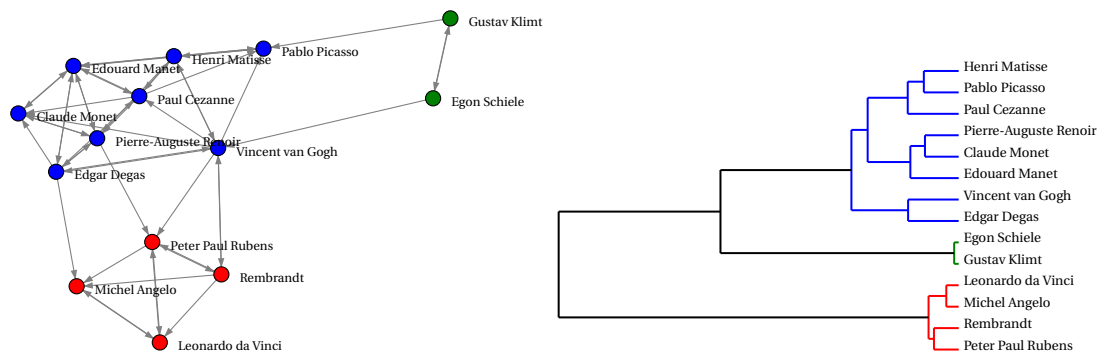 Gustav Klimt
Pablo Picasso
Henri Matisse
Edouard Manet
Paul Cezanne
Egon Schiele
Claude Monet
Pierre-Auguste Renoir
Vincent van Gogh
Edgar Degas
Peter Paul Rubens
Rembrandt
Michel Angelo
Leonardo da Vinci
Henri Matisse
Pablo Picasso
Paul Cezanne
Pierre-Auguste Renoir
Claude Monet
Edouard Manet
Vincent van Gogh
Edgar Degas
Egon Schiele
Gustav Klimt
Leonardo da Vinci
Michel Angelo
Rembrandt
Peter Paul Rubens